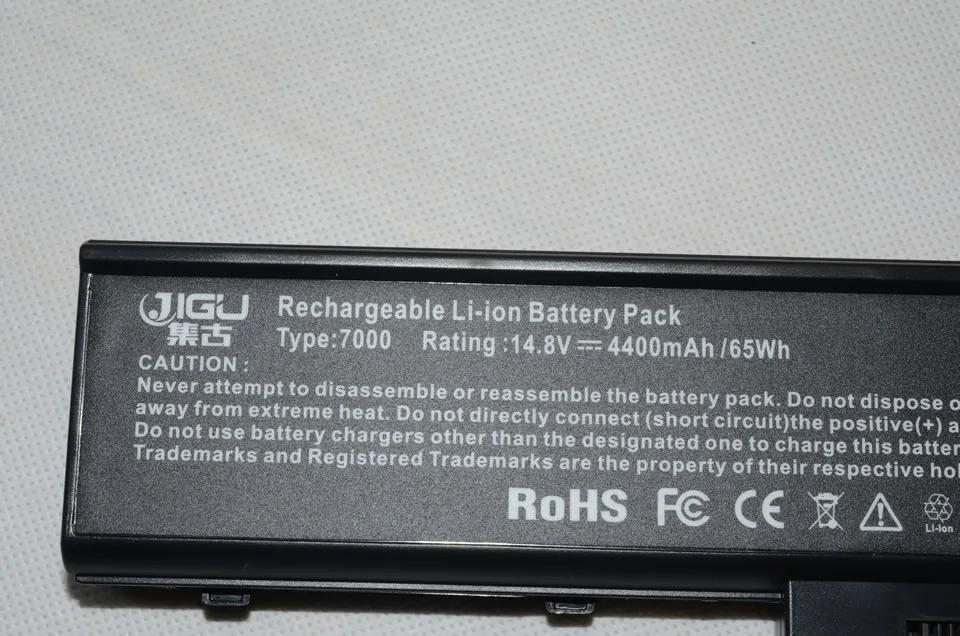 JIGU
集古
Rechargeable Li-ion Battery Pack
Type:7000 Rating :14.8V ⎓ 4400mAh /65Wh
CAUTION :
Never attempt to disassemble or reassemble the battery pack. Do not dispose
away from extreme heat. Do not directly connect (short circuit)the positive(+)
Do not use battery chargers other than the designated one to charge this
Trademarks and Registered Trademarks are the property of their respective
RoHS FC CE
Li-ion